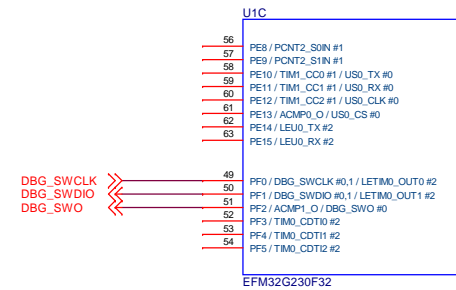 U1C
56 PE8 / PCNT2_S0IN #1
57 PE9 / PCNT2_S1IN #1
58 PE10 / TIM1_CC0 #1 / US0_TX #0
59 PE11 / TIM1_CC1 #1 / US0_RX #0
60 PE12 / TIM1_CC2 #1 / US0_CLK #0
61 PE13 / ACMP0_O / US0_CS #0
62 PE14 / LEU0_TX #2
63 PE15 / LEU0_RX #2
DBG_SWCLK 49 PF0 / DBG_SWCLK #0,1 / LETIM0_OUT0 #2
DBG_SWDIO 50 PF1 / DBG_SWDIO #0,1 / LETIM0_OUT1 #2
DBG_SWO 51 PF2 / ACMP1_O / DBG_SWO #0
52 PF3 / TIM0_CDTI0 #2
53 PF4 / TIM0_CDTI1 #2
54 PF5 / TIM0_CDTI2 #2
EFM32G230F32